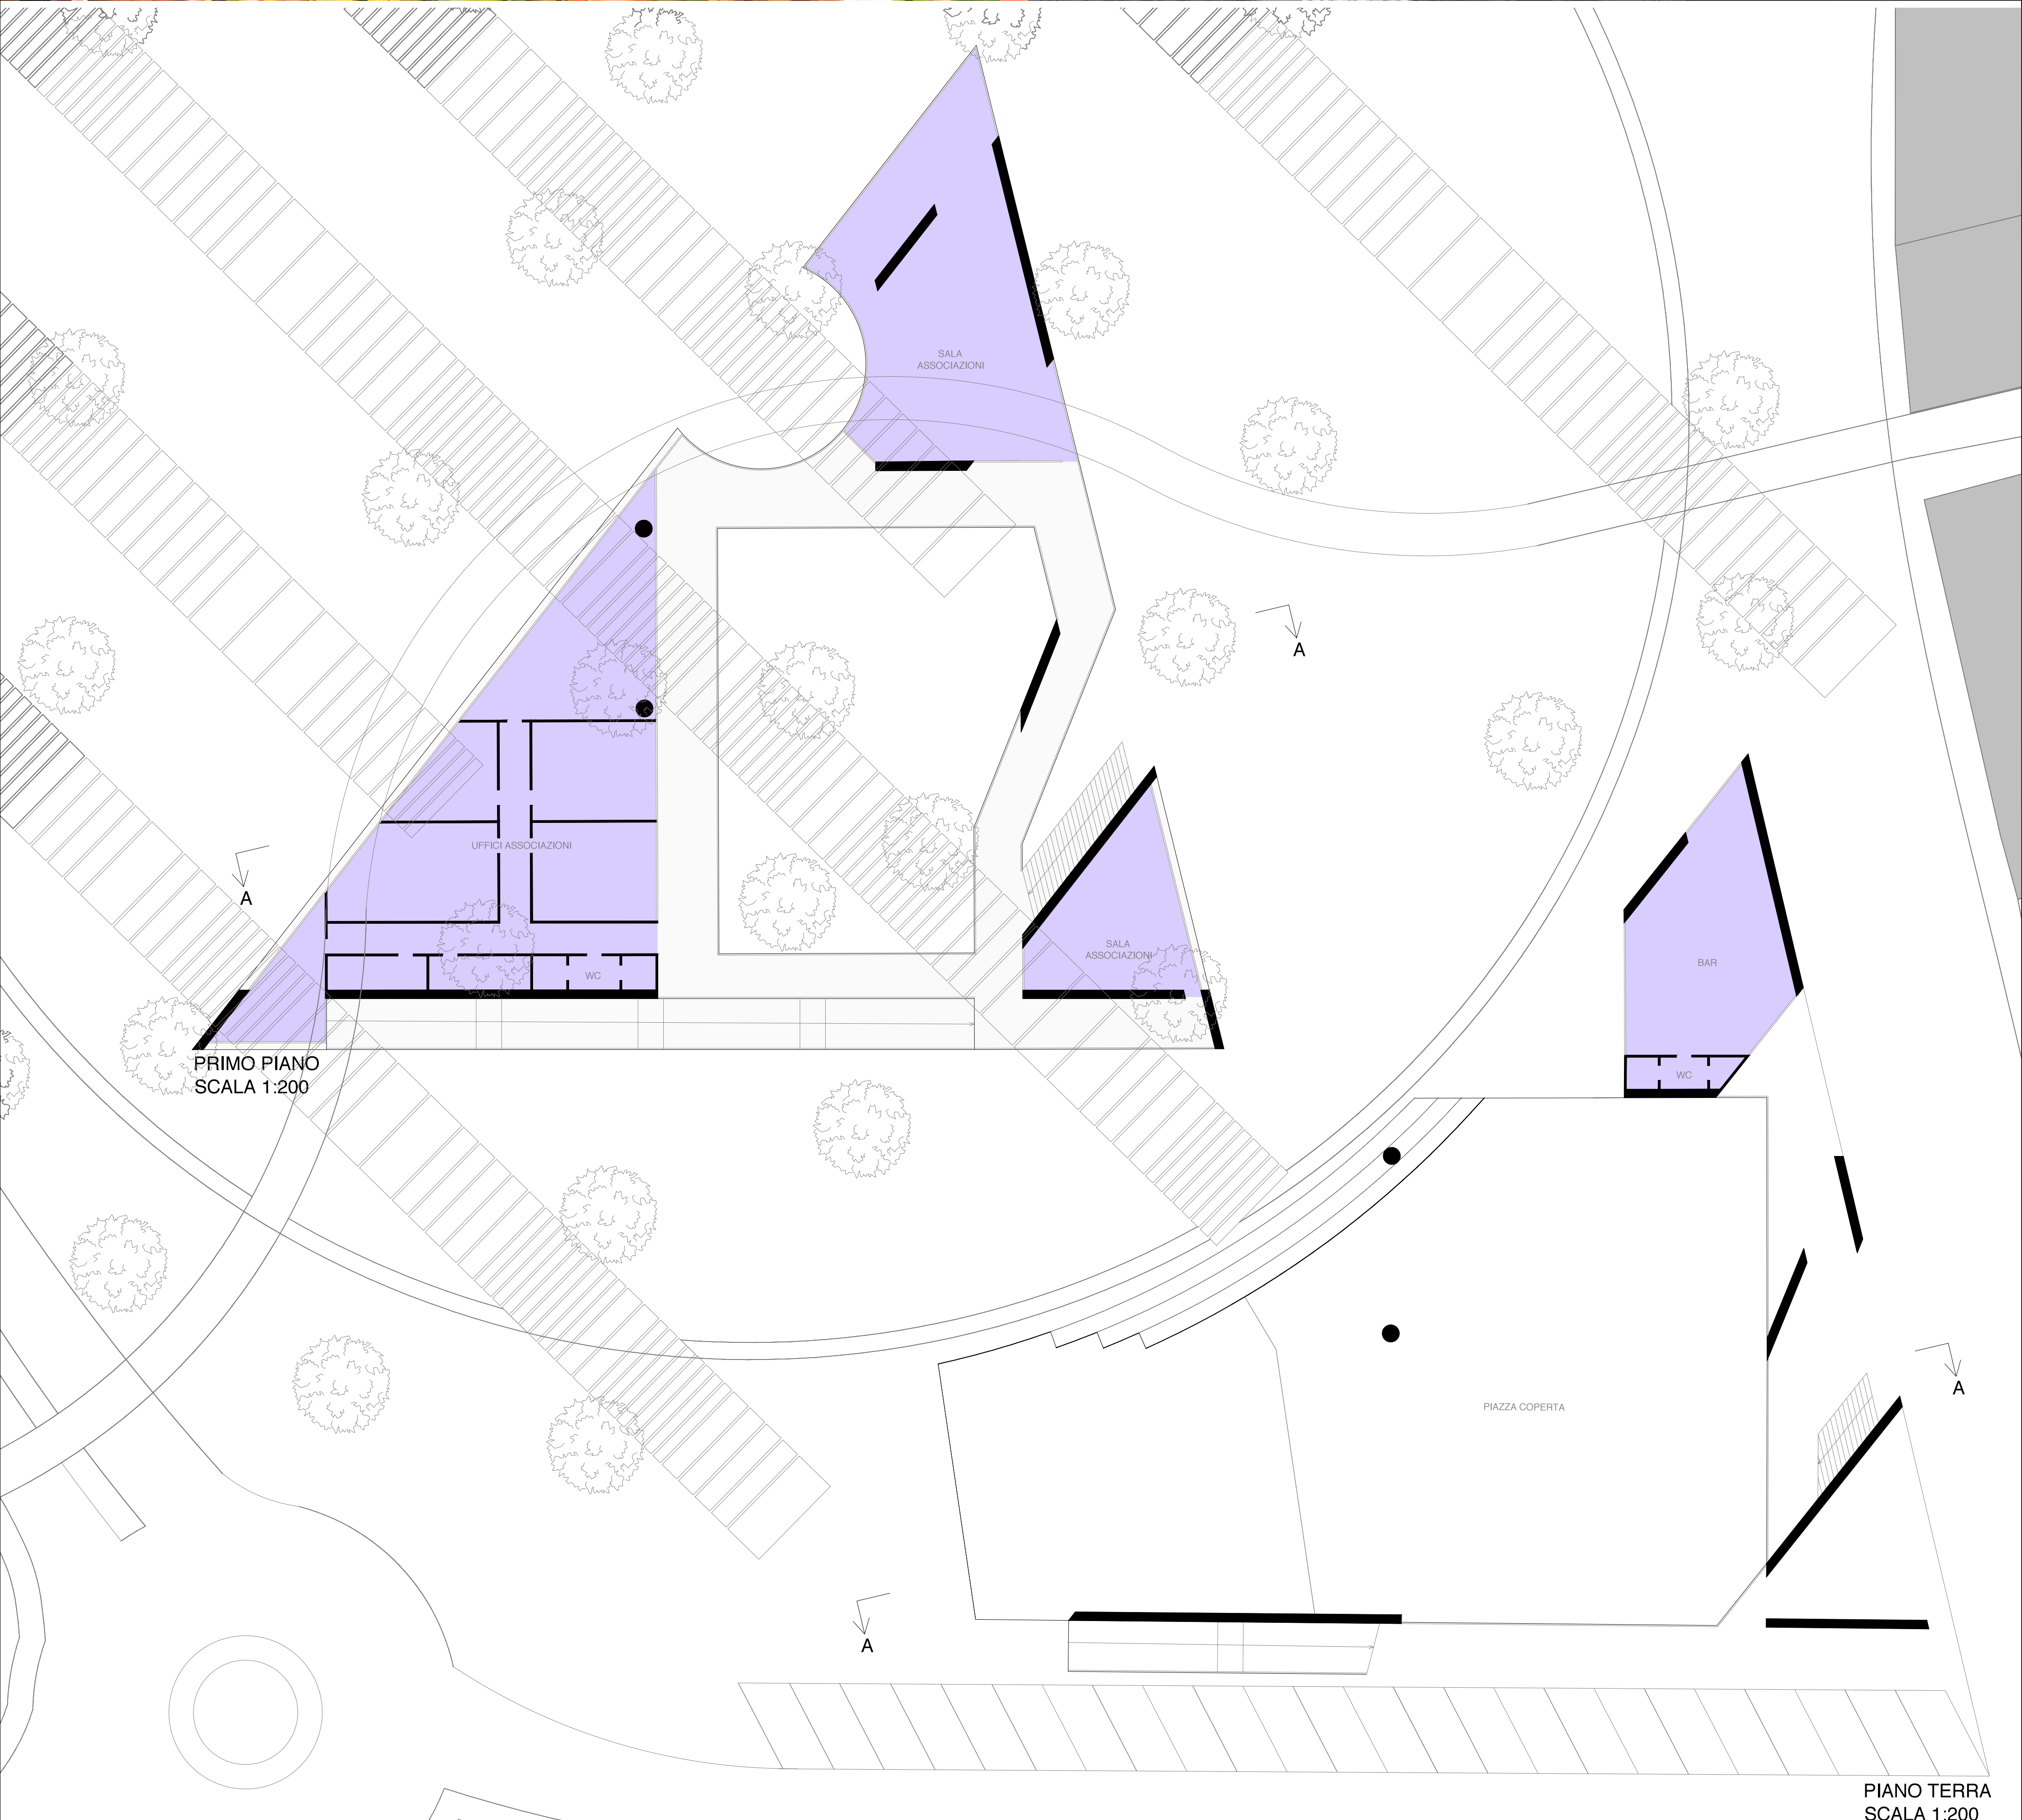 SALA
ASSOCIAZIONI
A
UFFICI ASSOCIAZIONI
A
SALA
ASSOCIAZIONI
WC
BAR
PRIMO PIANO
SCALA 1:200
WC
A
PIAZZA COPERTA
A
PIANO TERRA
SCALA 1:200